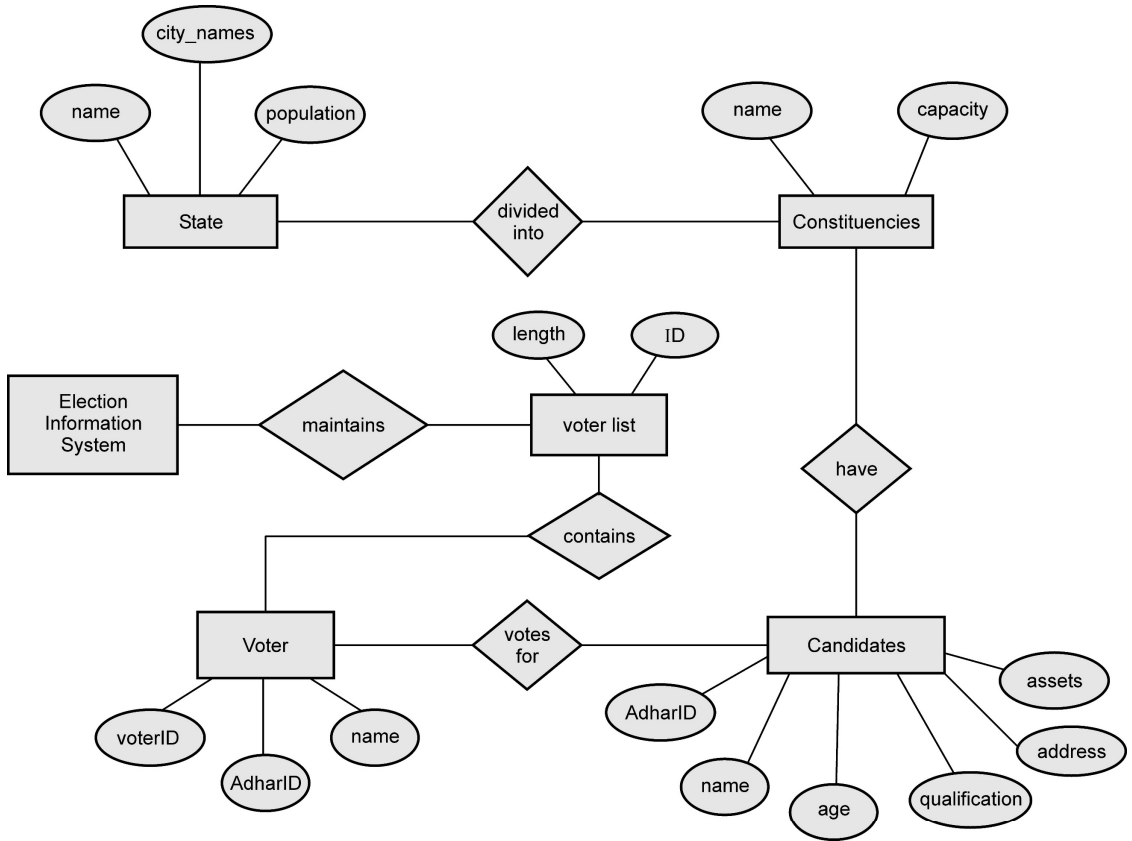 city_names
name
population
name
capacity
State
divided
into
Constituencies
length
ID
Election
Information
System
maintains
voter list
have
contains
Voter
votes
for
Candidates
assets
AdharID
voterID
name
address
AdharID
name
age
qualification